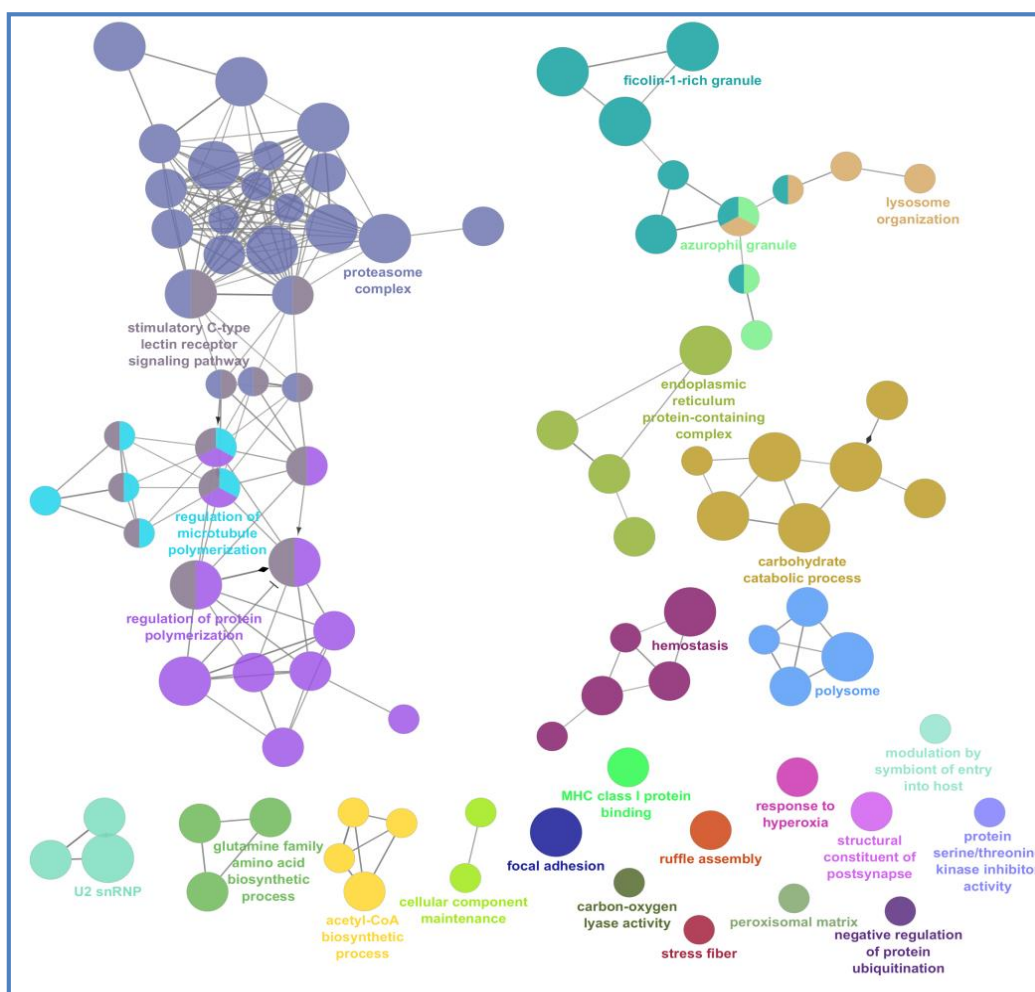 ficolin-1-rich granule
lysosome
organization
azurophil granule
proteasome
complex
stimulatory C-type
lectin receptor
signaling pathway
endoplasmic
reticulum
protein-containing
complex
regulation of
microtubule
polymerization
carbohydrate
catabolic process
regulation of protein
polymerization
hemostasis
polysome
modulation by
symbiont of entry
into host
MHC class I protein
binding
response to
hyperoxia
U2 snRNP
glutamine family
amino acid
biosynthetic
process
acetyl-CoA
biosynthetic
process
cellular component
maintenance
focal adhesion
ruffle assembly
structural
constituent of
postsynapse
protein
serine/threonin
kinase inhibito
activity
carbon-oxygen
lyase activity
stress fiber
peroxisomal matrix
negative regulation
of protein
ubiquitination